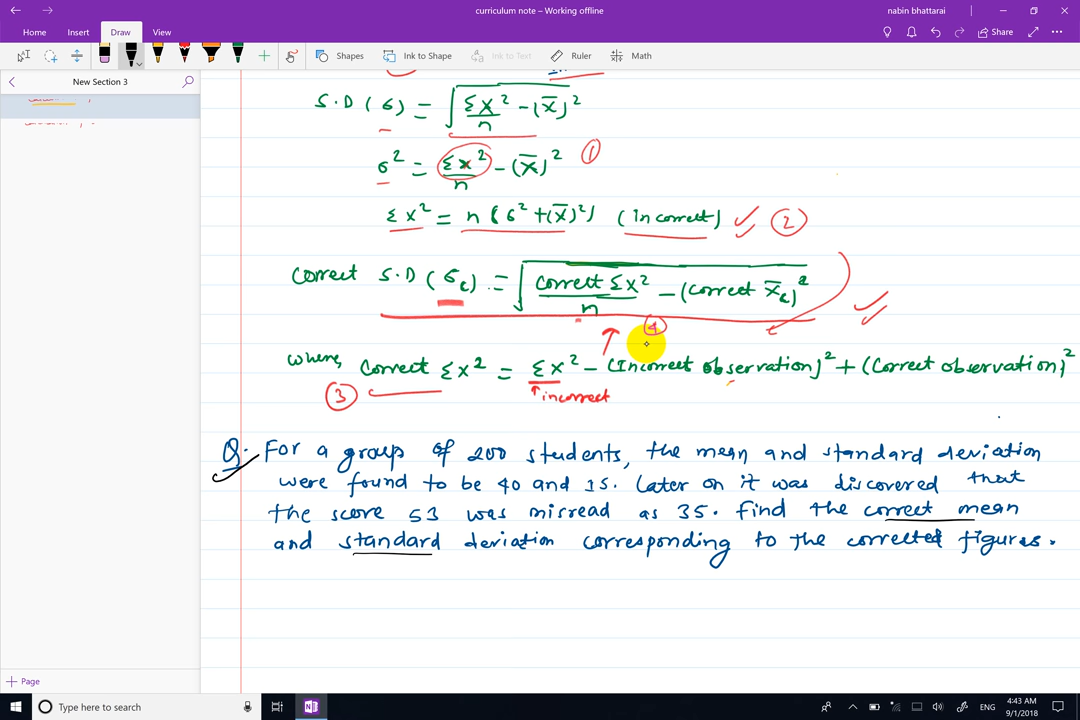 curriculum note – Working offline
nabin bhattarai
Home Insert Draw View
Share
Shapes Ink to Shape Ink to Text Ruler Math
New Section 3
S.D (σ) = √(Σx²/n - (x̄)²)
σ² = Σx²/n - (x̄)² ①
Σx² = n (σ² + (x̄)²) (incorrect) ②
Correct S.D (σc) = √(correct Σx²/n - (correct x̄c)²)
④
where, Correct Σx² = Σx² - (Incorrect observation)² + (Correct observation)²
③ incorrect
Q. For a group of 200 students, the mean and standard deviation
were found to be 40 and 15. Later on it was discovered that
the score 53 was misread as 35. find the correct mean
and standard deviation corresponding to the corrected figures.
Page
Type here to search
ENG
4:43 AM
9/1/2018